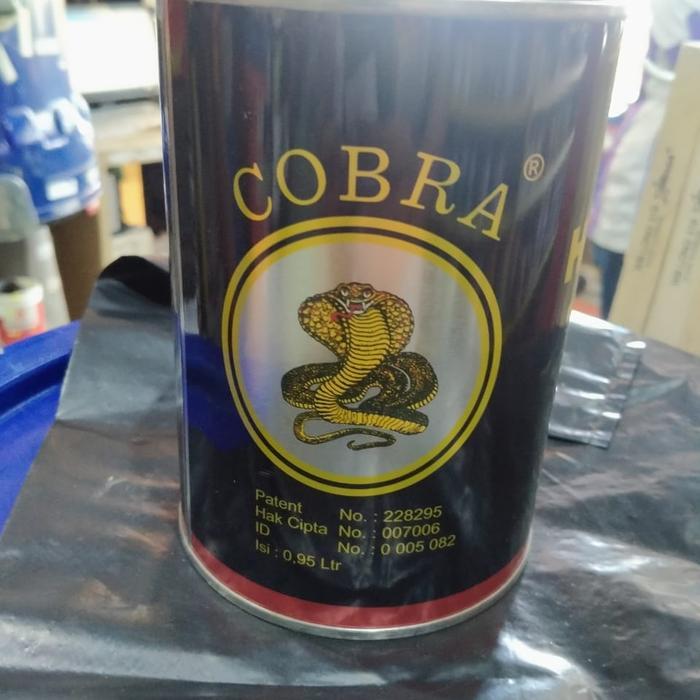 COBRA®
Patent No. : 228295
Hak Cipta No. : 007006
ID No. : 0 005 082
Isi : 0,95 Ltr
H